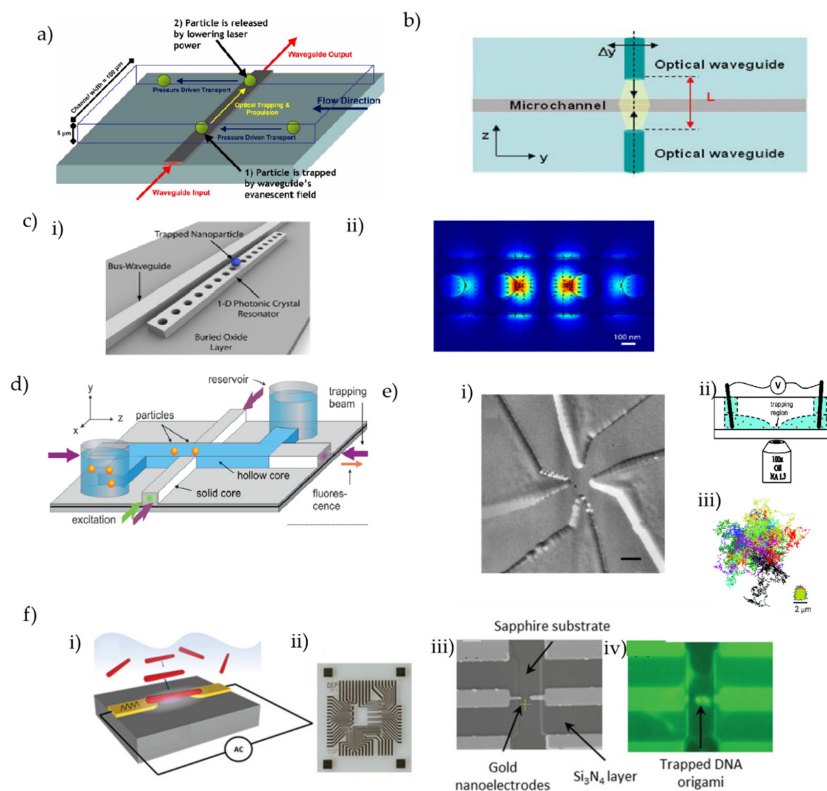 a)
2) Particle is released
by lowering laser
power
Waveguide Output
Channel width = 100 µm
Pressure Driven Transport
Optical Trapping &
Propulsion
Flow Direction
5 µm
Pressure Driven Transport
1) Particle is trapped
by waveguide's
evanescent field
Waveguide Input
b)
Δy
Optical waveguide
Microchannel
L
z
y
Optical waveguide
c)
i)
Trapped Nanoparticle
Bus-Waveguide
1-D Photonic Crystal
Resonator
Buried Oxide
Layer
ii)
100 nm
d)
y
z
x
reservoir
particles
trapping
beam
hollow core
solid core
fluores-
cence
excitation
e)
i)
ii)
V
trapping
region
100x
Oil
NA 1.3
iii)
2 µm
f)
i)
AC
ii)
DEP
Sapphire substrate
iii)
Gold
nanoelectrodes
Si₃N₄ layer
iv)
Trapped DNA
origami